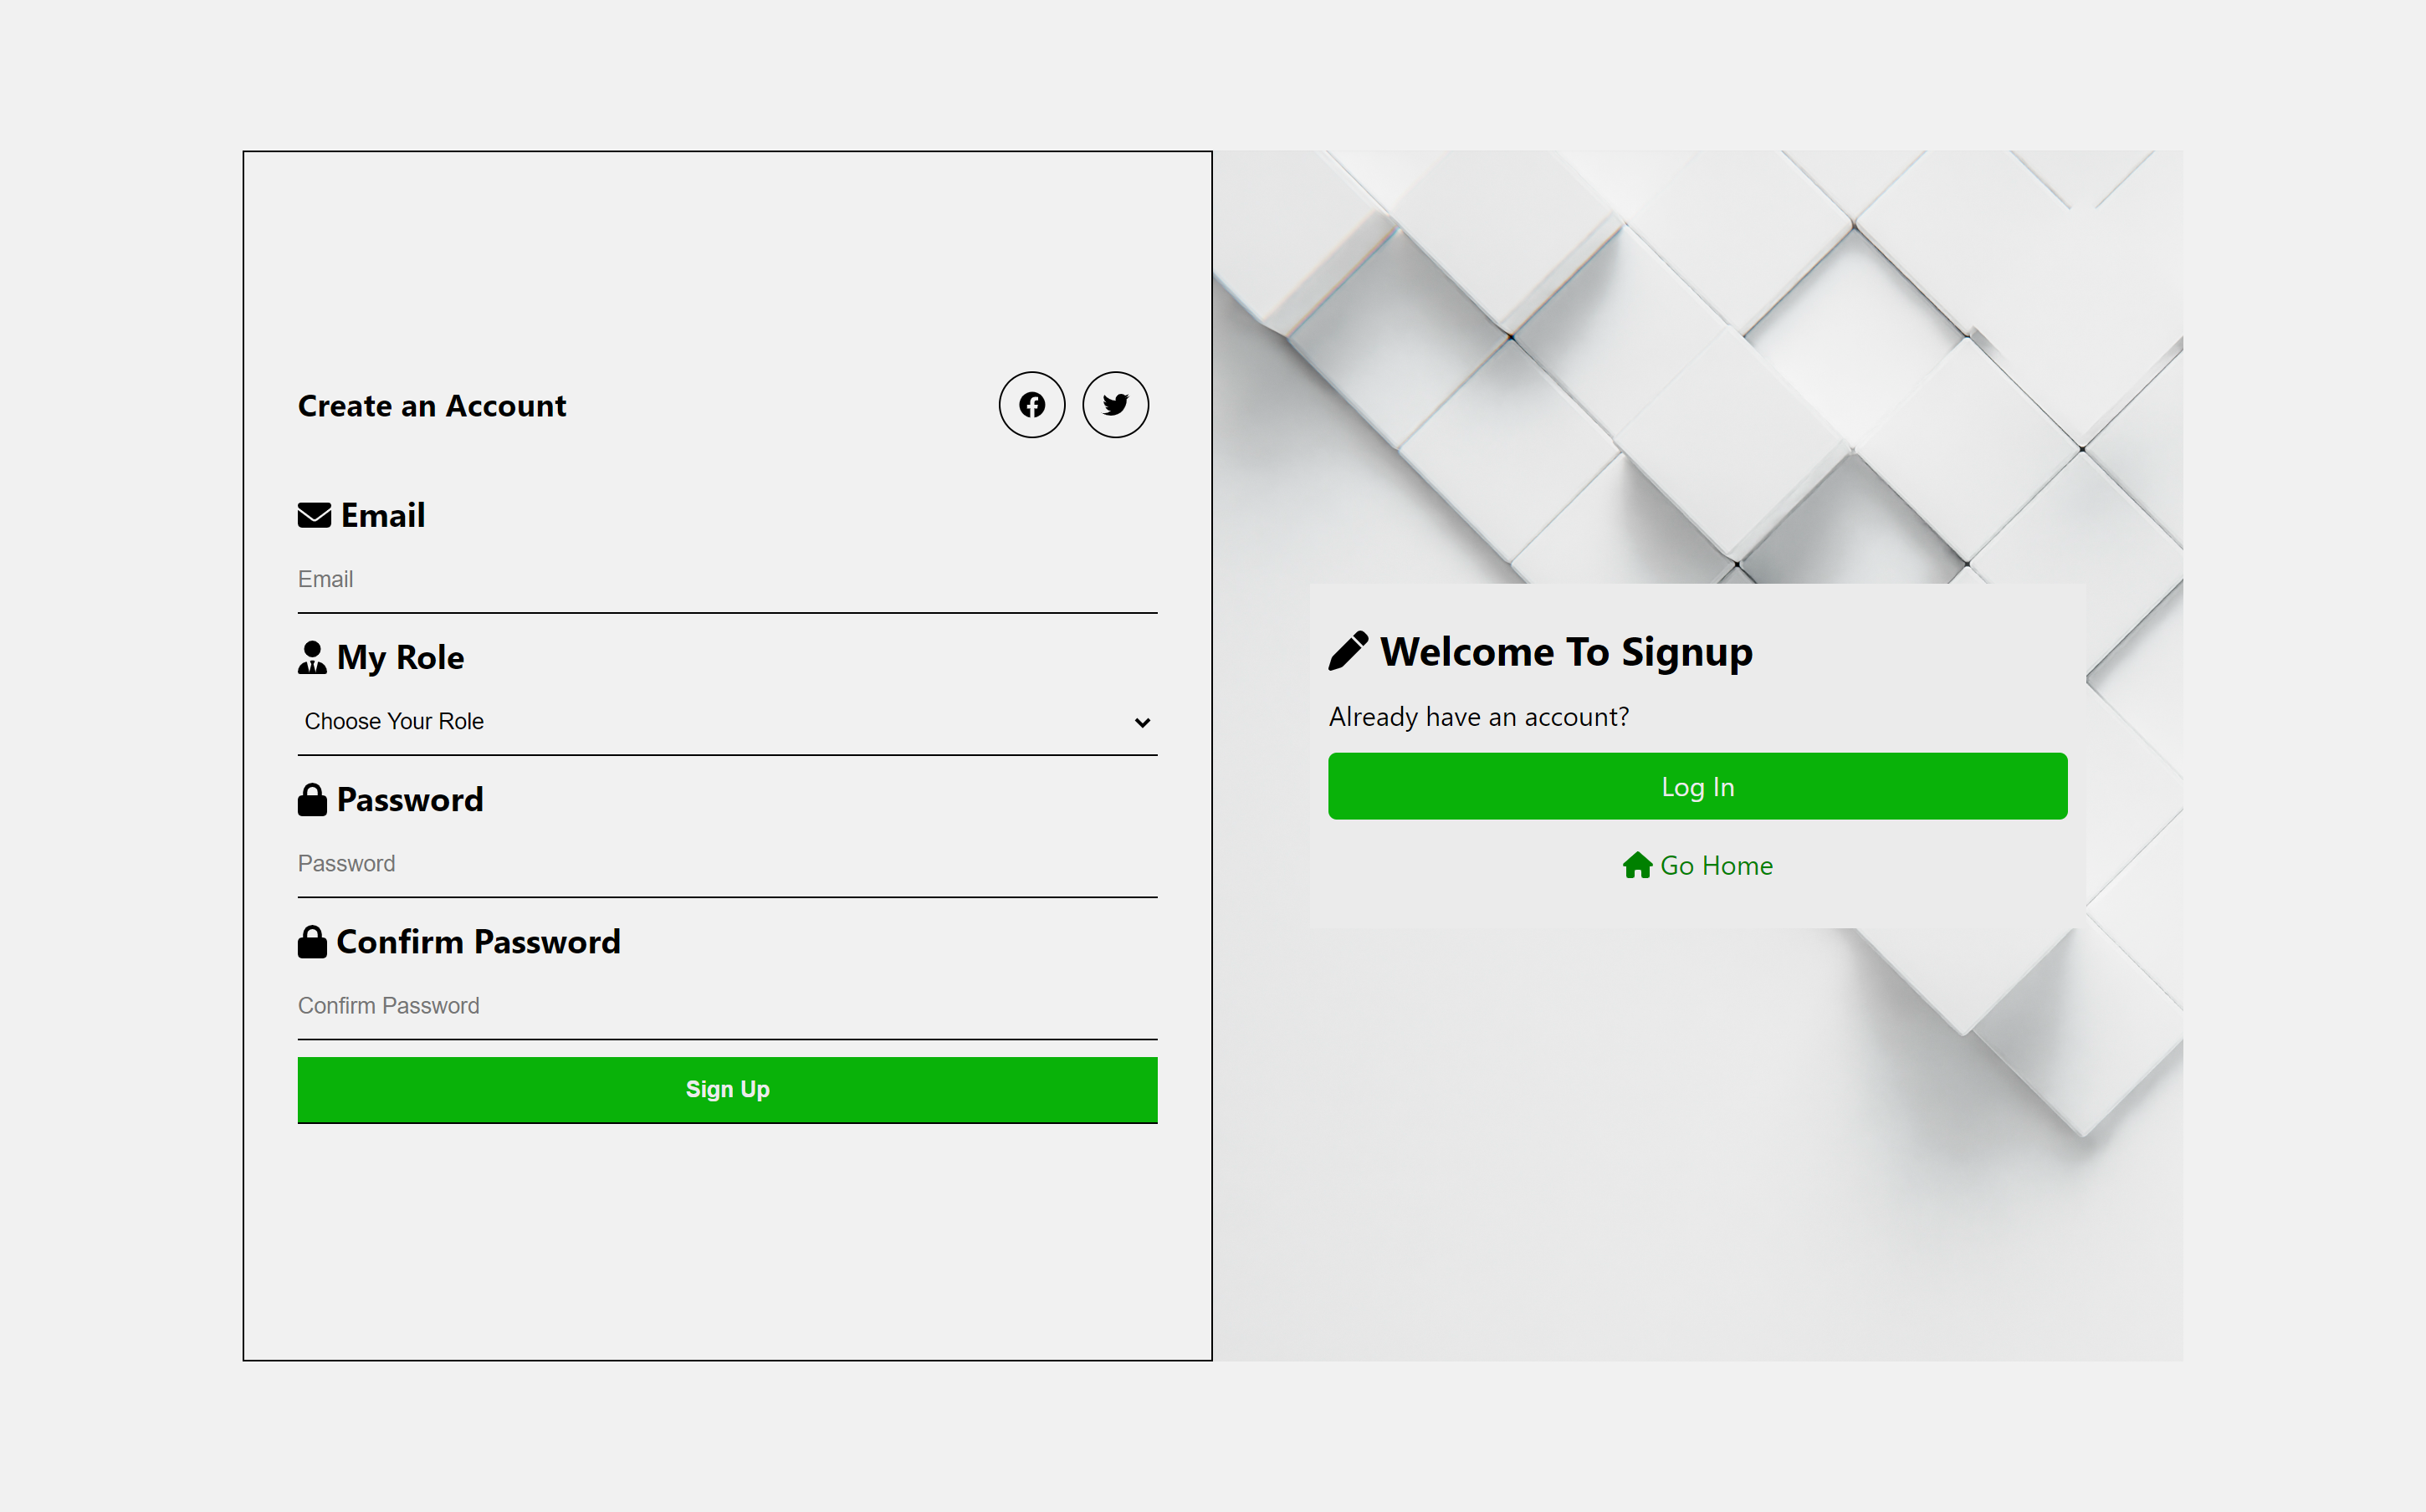 Create an Account
Email
Email
My Role
Choose Your Role
Password
Password
Confirm Password
Confirm Password
Sign Up
Welcome To Signup
Already have an account?
Log In
Go Home